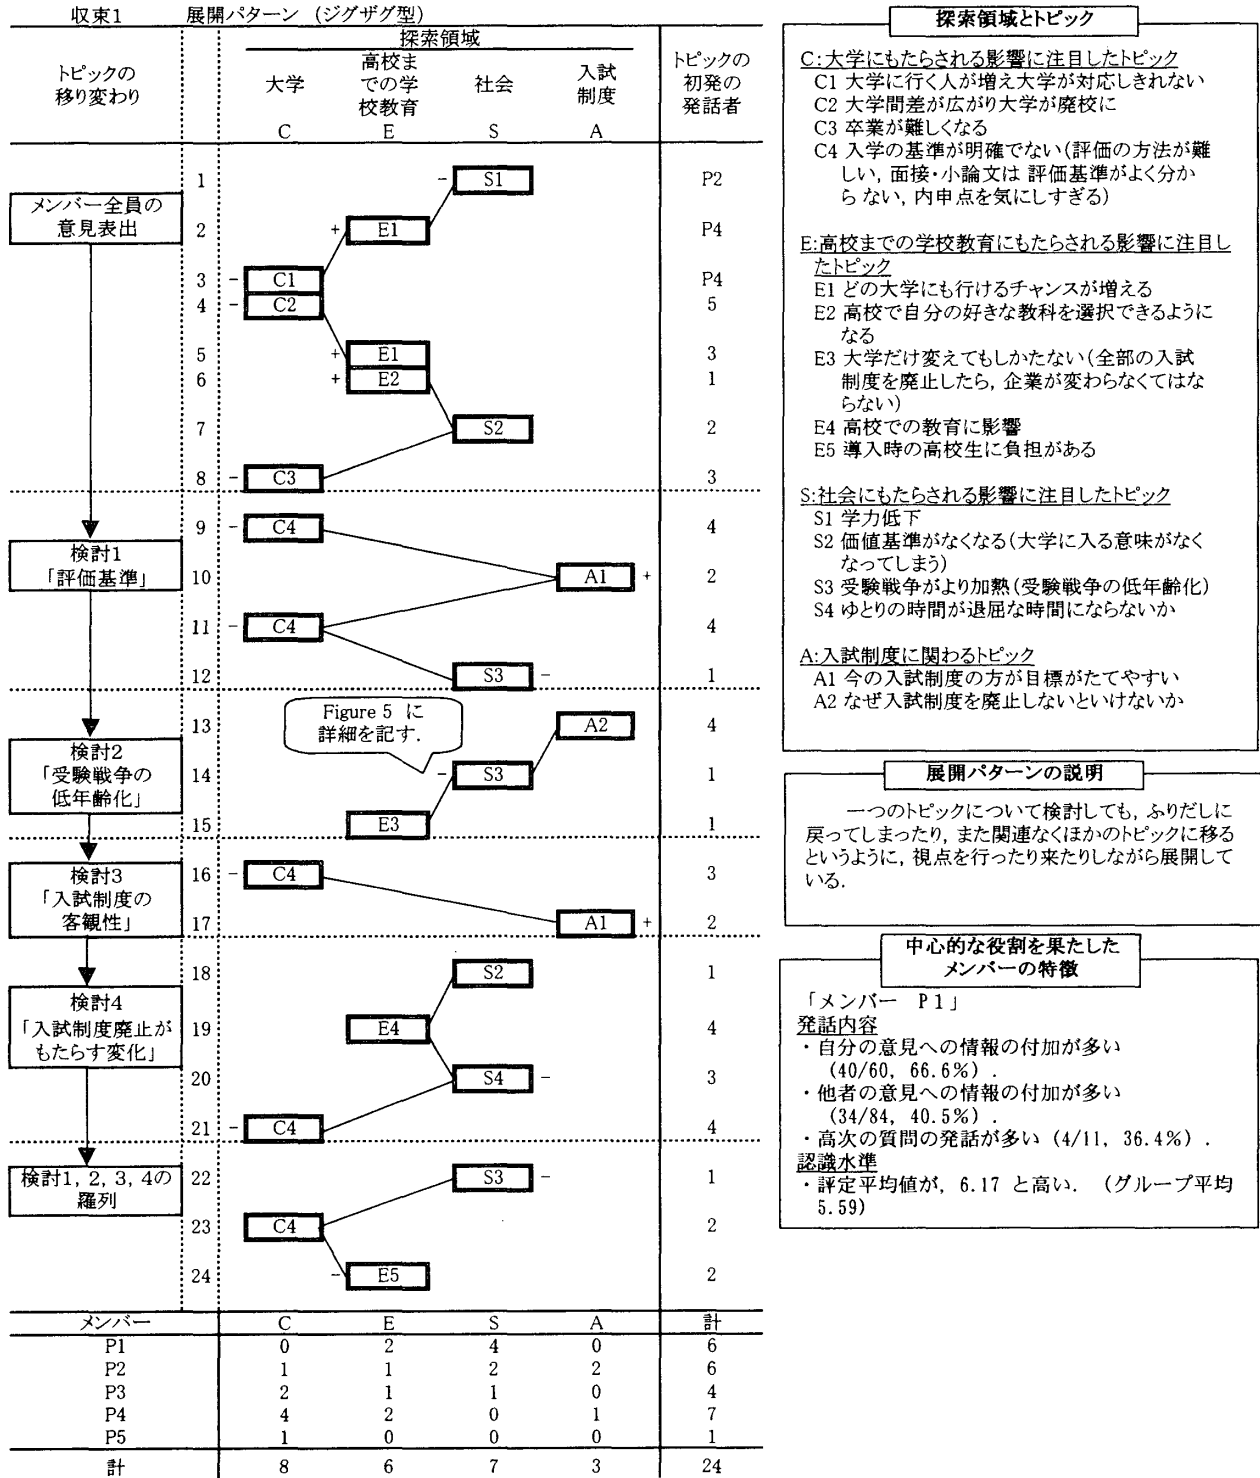 収束1 展開パターン (ジグザグ型)
探索領域
トピックの
移り変わり
大学
高校ま
での学
校教育
社会
入試
制度
トピックの
初発の
発話者
C E S A
1 - S1 P2
メンバー全員の
意見表出
2 + E1 P4
3 - C1 P4
4 - C2 5
5 + E1 3
6 + E2 1
7 S2 2
8 - C3 3
9 - C4 4
検討1
「評価基準」
10 A1 + 2
11 - C4 4
12 S3 - 1
Figure 5 に
詳細を記す.
13 A2 4
検討2
「受験戦争の
低年齢化」
14 - S3 1
15 E3 1
検討3
「入試制度の
客観性」
16 - C4 3
17 A1 + 2
18 S2 1
検討4
「入試制度廃止が
もたらす変化」
19 E4 4
20 S4 - 3
21 - C4 4
検討1, 2, 3, 4の
羅列
22 S3 - 1
23 C4 2
24 - E5 2
メンバー C E S A 計
P1 0 2 4 0 6
P2 1 1 2 2 6
P3 2 1 1 0 4
P4 4 2 0 1 7
P5 1 0 0 0 1
計 8 6 7 3 24
探索領域とトピック
C:大学にもたらされる影響に注目したトピック
C1 大学に行く人が増え大学が対応しきれない
C2 大学間差が広がり大学が廃校に
C3 卒業が難しくなる
C4 入学の基準が明確でない(評価の方法が難
しい, 面接・小論文は 評価基準がよく分か
ら ない, 内申点を気にしすぎる)
E:高校までの学校教育にもたらされる影響に注目し
たトピック
E1 どの大学にも行けるチャンスが増える
E2 高校で自分の好きな教科を選択できるように
なる
E3 大学だけ変えてもしかたない(全部の入試
制度を廃止したら, 企業が変わらなくてはな
らない)
E4 高校での教育に影響
E5 導入時の高校生に負担がある
S:社会にもたらされる影響に注目したトピック
S1 学力低下
S2 価値基準がなくなる(大学に入る意味がなく
なってしまう)
S3 受験戦争がより加熱(受験戦争の低年齢化)
S4 ゆとりの時間が退屈な時間にならないか
A:入試制度に関わるトピック
A1 今の入試制度の方が目標がたてやすい
A2 なぜ入試制度を廃止しないといけないか
展開パターンの説明
一つのトピックについて検討しても, ふりだしに
戻ってしまったり, また関連なくほかのトピックに移る
というように, 視点を行ったり来たりしながら展開して
いる.
中心的な役割を果たした
メンバーの特徴
「メンバー P1」
発話内容
・自分の意見への情報の付加が多い
(40/60, 66.6%) .
・他者の意見への情報の付加が多い
(34/84, 40.5%) .
・高次の質問の発話が多い (4/11, 36.4%) .
認識水準
・評定平均値が, 6.17 と高い. (グループ平均
5.59)